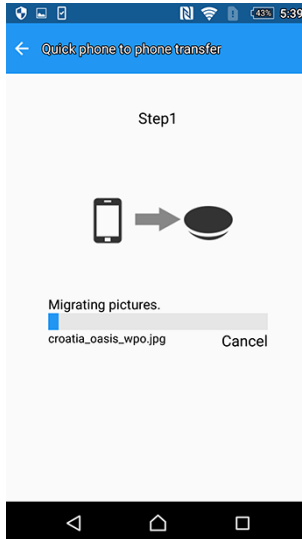 43% 5:39
Quick phone to phone transfer
Step1
Migrating pictures.
croatia_oasis_wpo.jpg
Cancel